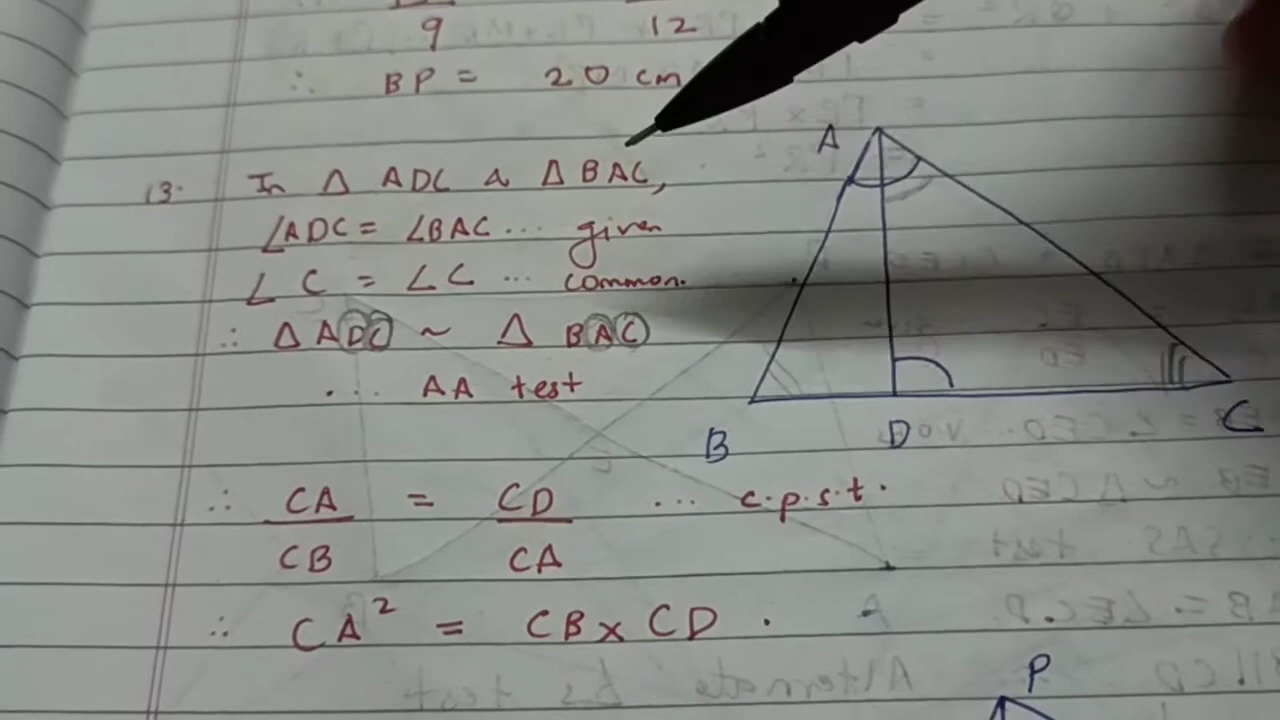 9 12
∴ BP = 20 cm
13. In Δ ADC & Δ BAC,
∠ADC = ∠BAC ... given
∠ C = ∠ C ... common.
∴ Δ ADC ~ Δ BAC
... AA test
∴ CA/CB = CD/CA ... c.p.s.t.
∴ CA² = CB x CD .
A
B D C
P